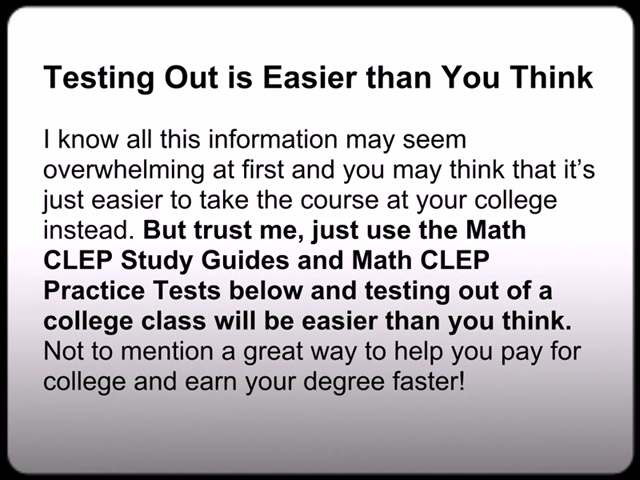 Testing Out is Easier than You Think
I know all this information may seem
overwhelming at first and you may think that it’s
just easier to take the course at your college
instead. But trust me, just use the Math
CLEP Study Guides and Math CLEP
Practice Tests below and testing out of a
college class will be easier than you think.
Not to mention a great way to help you pay for
college and earn your degree faster!